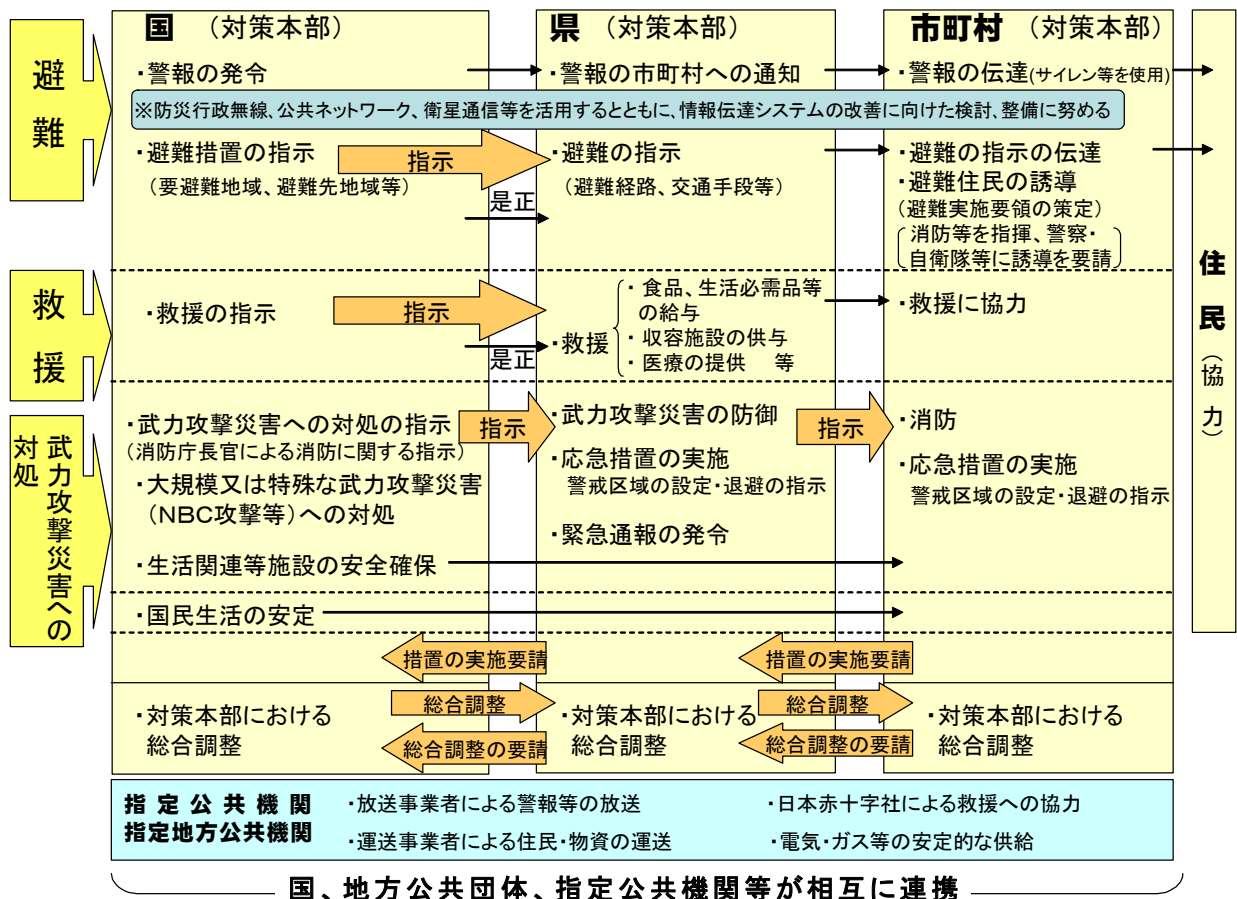 避難
国 (対策本部)
県 (対策本部)
市町村 (対策本部)
・警報の発令
・警報の市町村への通知
・警報の伝達(サイレン等を使用)
※防災行政無線、公共ネットワーク、衛星通信等を活用するとともに、情報伝達システムの改善に向けた検討、整備に努める
・避難措置の指示
(要避難地域、避難先地域等)
指示
是正
・避難の指示
(避難経路、交通手段等)
・避難の指示の伝達
・避難住民の誘導
(避難実施要領の策定)
消防等を指揮、警察・
自衛隊等に誘導を要請
救援
・救援の指示
指示
是正
・救援
・食品、生活必需品等
の給与
・収容施設の供与
・医療の提供 等
・救援に協力
武力攻撃災害への
対処
・武力攻撃災害への対処の指示
(消防庁長官による消防に関する指示)
・大規模又は特殊な武力攻撃災害
(NBC攻撃等)への対処
・生活関連等施設の安全確保
指示
・武力攻撃災害の防御
・応急措置の実施
警戒区域の設定・退避の指示
・緊急通報の発令
指示
・消防
・応急措置の実施
警戒区域の設定・退避の指示
・国民生活の安定
措置の実施要請
措置の実施要請
・対策本部における
総合調整
総合調整
総合調整の要請
・対策本部における
総合調整
総合調整
総合調整の要請
・対策本部における
総合調整
住民(協力)
指定公共機関
指定地方公共機関
・放送事業者による警報等の放送
・日本赤十字社による救援への協力
・運送事業者による住民・物資の運送
・電気・ガス等の安定的な供給
国、地方公共団体、指定公共機関等が相互に連携